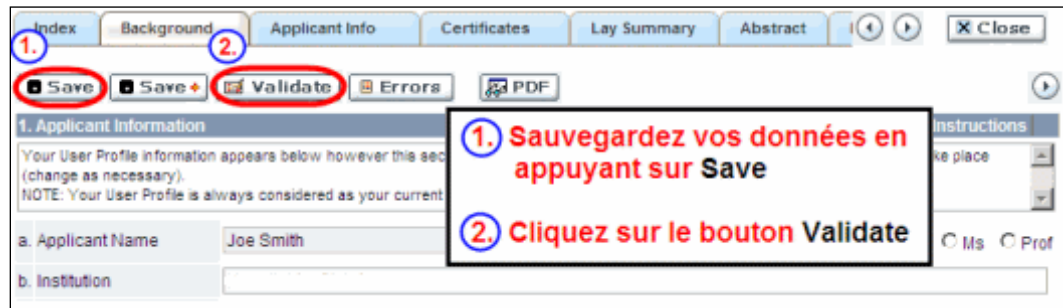 Index Background Applicant Info Certificates Lay Summary Abstract Close
1. 2.
Save Save+ Validate Errors PDF
1. Applicant Information Instructions
Your User Profile information appears below however this sec ke place
(change as necessary).
NOTE: Your User Profile is always considered as your current
1. Sauvegardez vos données en
appuyant sur Save
2. Cliquez sur le bouton Validate
a. Applicant Name Joe Smith Ms Prof
b. Institution